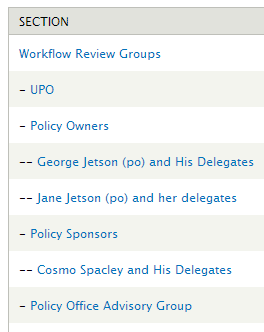 SECTION
Workflow Review Groups
- UPO
- Policy Owners
-- George Jetson (po) and His Delegates
-- Jane Jetson (po) and her delegates
- Policy Sponsors
-- Cosmo Spacley and His Delegates
- Policy Office Advisory Group